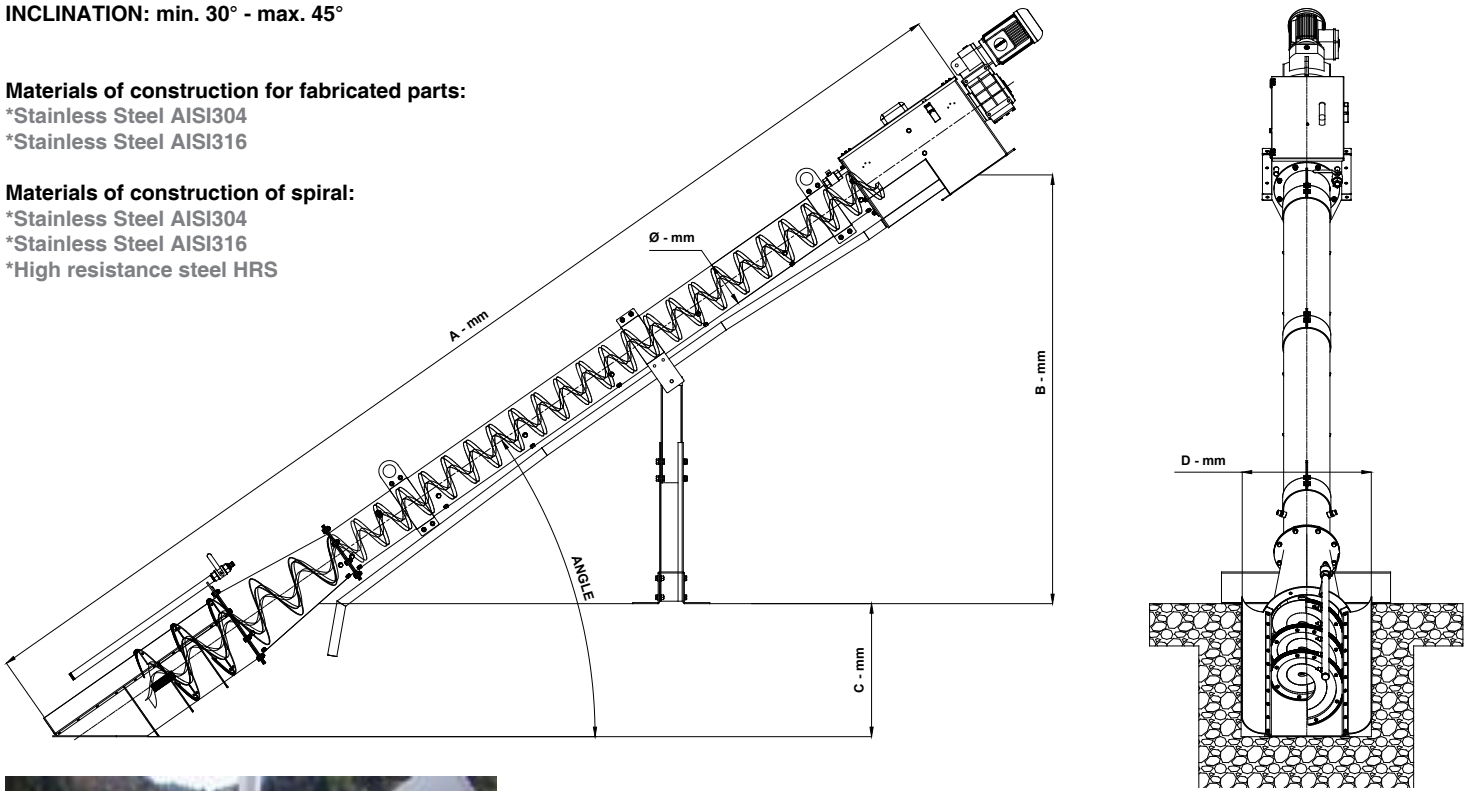 INCLINATION: min. 30° - max. 45°
Materials of construction for fabricated parts:
*Stainless Steel AISI304
*Stainless Steel AISI316
Materials of construction of spiral:
*Stainless Steel AISI304
*Stainless Steel AISI316
*High resistance steel HRS
Ø - mm
A - mm
B - mm
D - mm
ANGLE
C - mm